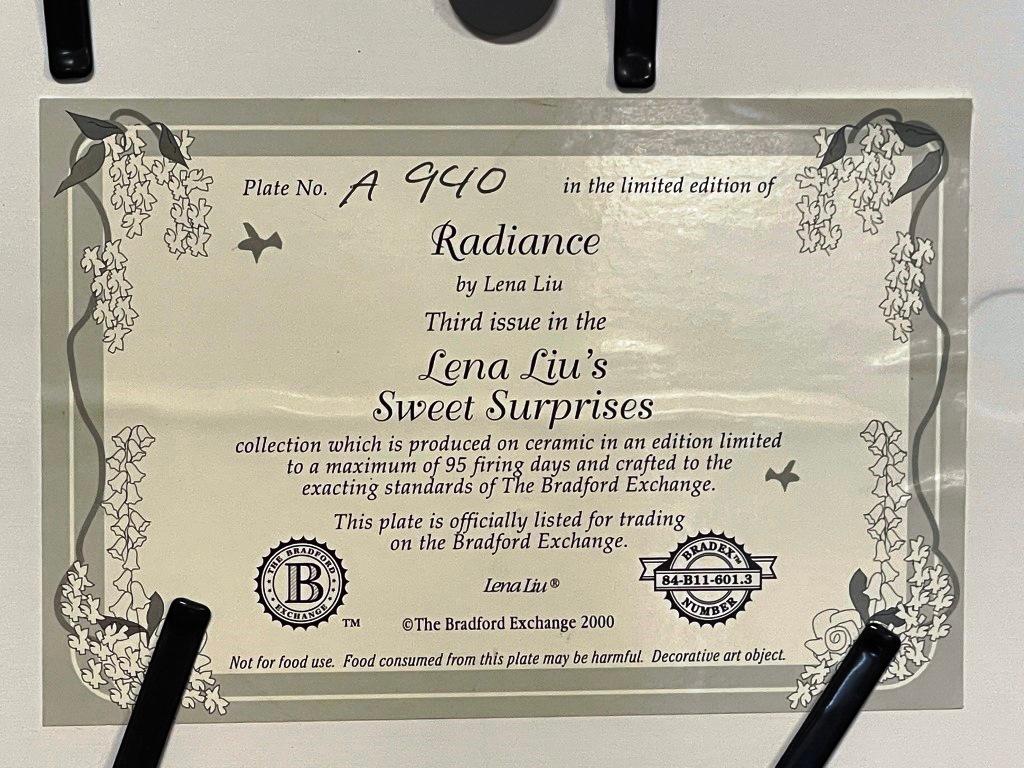 Plate No. A 940 in the limited edition of
Radiance
by Lena Liu
Third issue in the
Lena Liu's
Sweet Surprises
collection which is produced on ceramic in an edition limited
to a maximum of 95 firing days and crafted to the
exacting standards of The Bradford Exchange.
This plate is officially listed for trading
on the Bradford Exchange.
THE BRADFORD
B
EXCHANGE
TM
Lena Liu®
BRADEX™
84-B11-601.3
NUMBER
©The Bradford Exchange 2000
Not for food use. Food consumed from this plate may be harmful. Decorative art object.